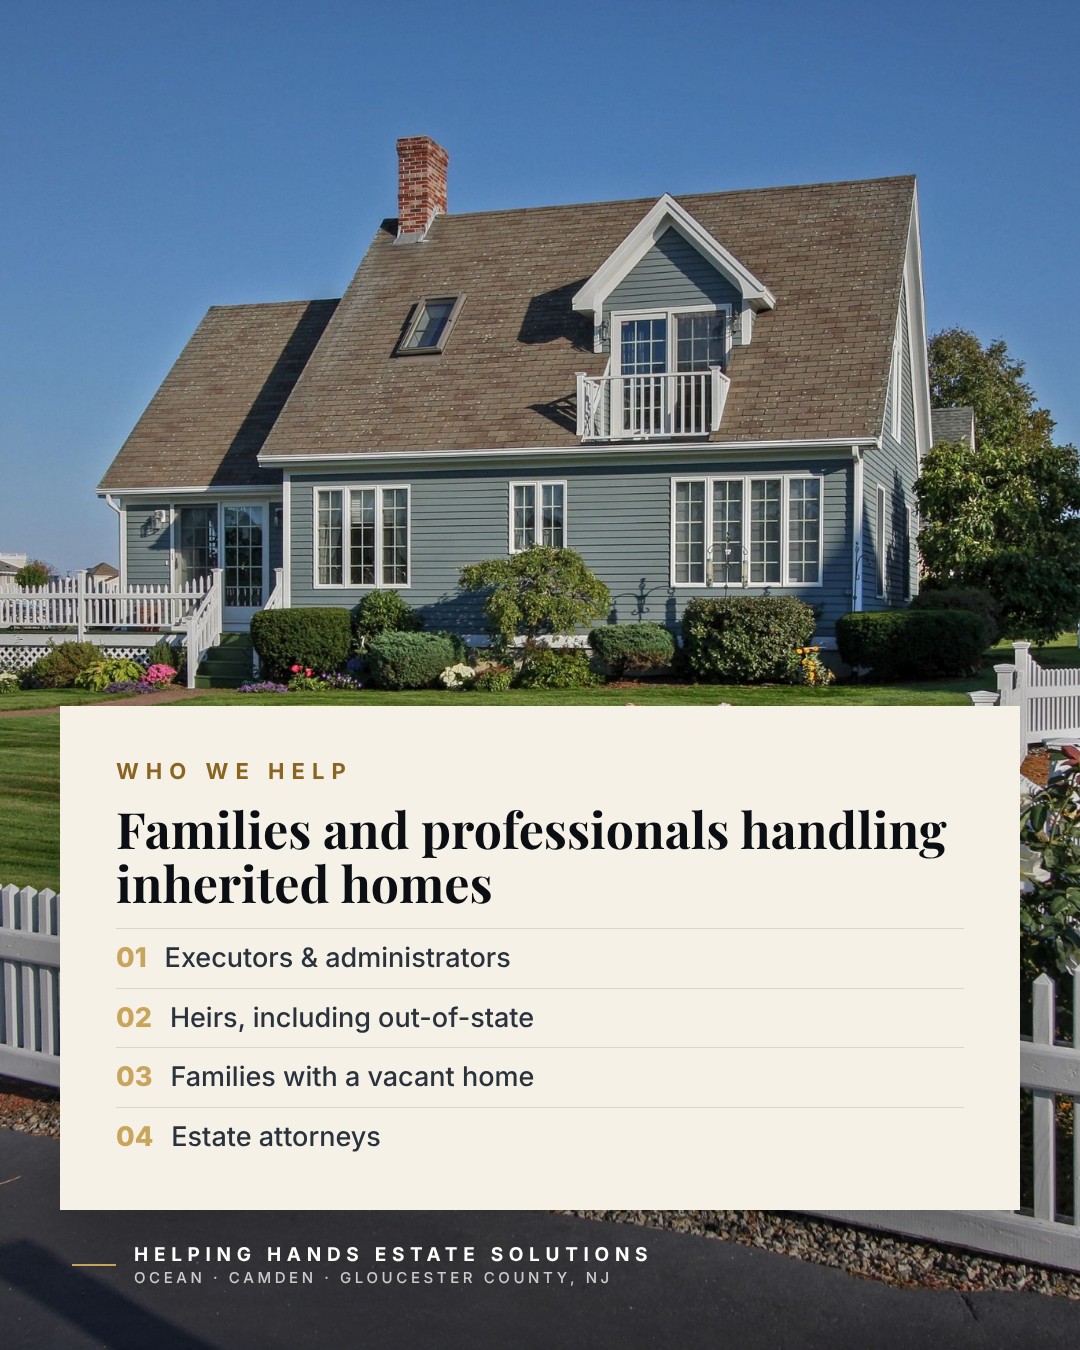 WHO WE HELP
Families and professionals handling
inherited homes
01 Executors & administrators
02 Heirs, including out-of-state
03 Families with a vacant home
04 Estate attorneys
HELPING HANDS ESTATE SOLUTIONS
OCEAN · CAMDEN · GLOUCESTER COUNTY, NJ